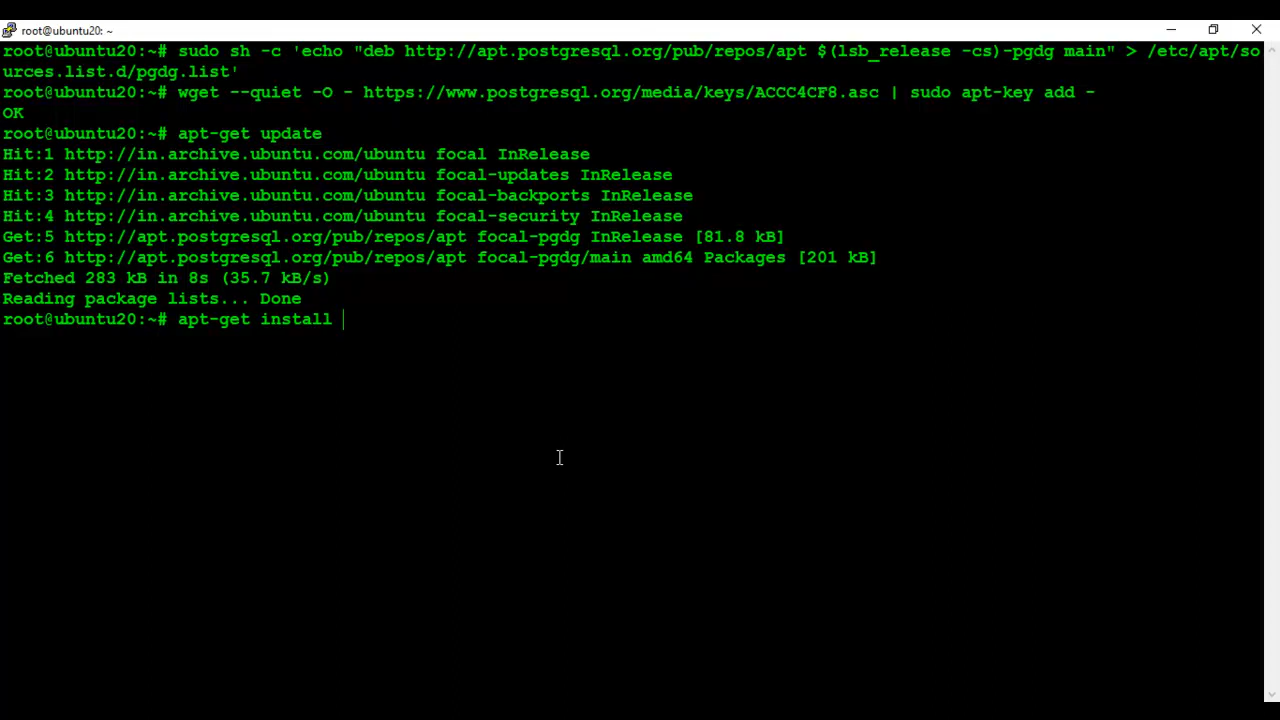 root@ubuntu20: ~
root@ubuntu20:~# sudo sh -c 'echo "deb http://apt.postgresql.org/pub/repos/apt $(lsb_release -cs)-pgdg main" > /etc/apt/so
urces.list.d/pgdg.list'
root@ubuntu20:~# wget --quiet -O - https://www.postgresql.org/media/keys/ACCC4CF8.asc | sudo apt-key add -
OK
root@ubuntu20:~# apt-get update
Hit:1 http://in.archive.ubuntu.com/ubuntu focal InRelease
Hit:2 http://in.archive.ubuntu.com/ubuntu focal-updates InRelease
Hit:3 http://in.archive.ubuntu.com/ubuntu focal-backports InRelease
Hit:4 http://in.archive.ubuntu.com/ubuntu focal-security InRelease
Get:5 http://apt.postgresql.org/pub/repos/apt focal-pgdg InRelease [81.8 kB]
Get:6 http://apt.postgresql.org/pub/repos/apt focal-pgdg/main amd64 Packages [201 kB]
Fetched 283 kB in 8s (35.7 kB/s)
Reading package lists... Done
root@ubuntu20:~# apt-get install